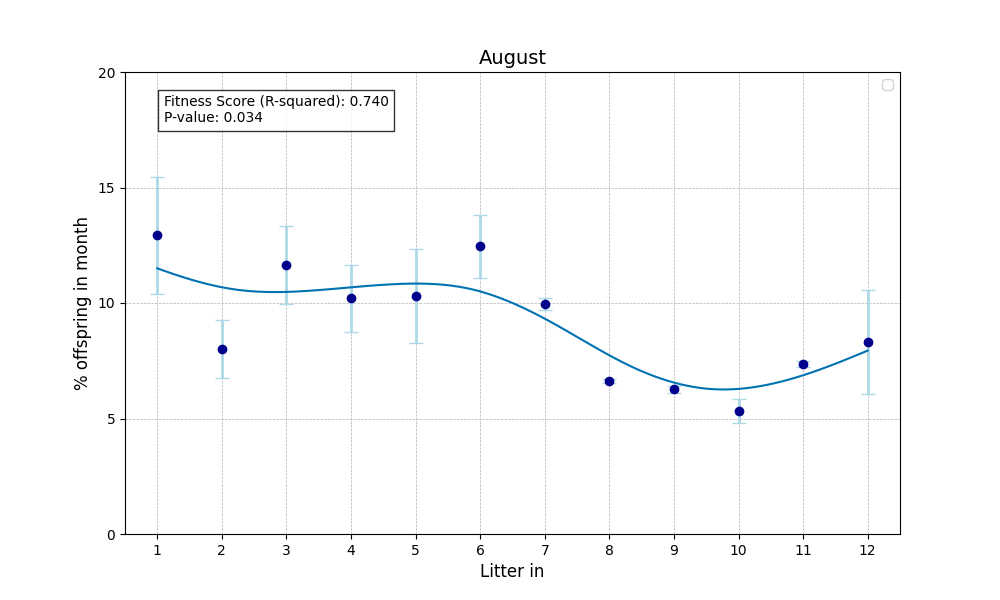 August
Fitness Score (R-squared): 0.740
P-value: 0.034
% offspring in month
20
15
10
5
0
1 2 3 4 5 6 7 8 9 10 11 12
Litter in